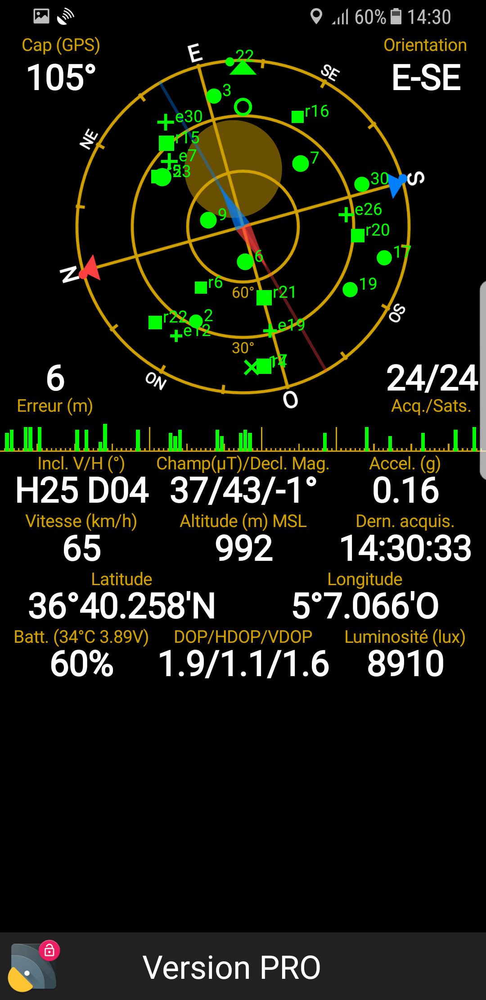 60% 14:30
Cap (GPS)
105°
Orientation
E-SE
E
22
SE
3
r16
e30
NE
r15
e7
7
23
30
S
e26
9
r20
17
6
N
r6
19
60°
r21
SO
r22
2
e12
e19
30°
ON
O
6
Erreur (m)
24/24
Acq./Sats.
Incl. V/H (°) Champ(µT)/Decl. Mag. Accel. (g)
H25 D04 37/43/-1° 0.16
Vitesse (km/h) Altitude (m) MSL Dern. acquis.
65 992 14:30:33
Latitude Longitude
36°40.258'N 5°7.066'O
Batt. (34°C 3.89V) DOP/HDOP/VDOP Luminosité (lux)
60% 1.9/1.1/1.6 8910
Version PRO